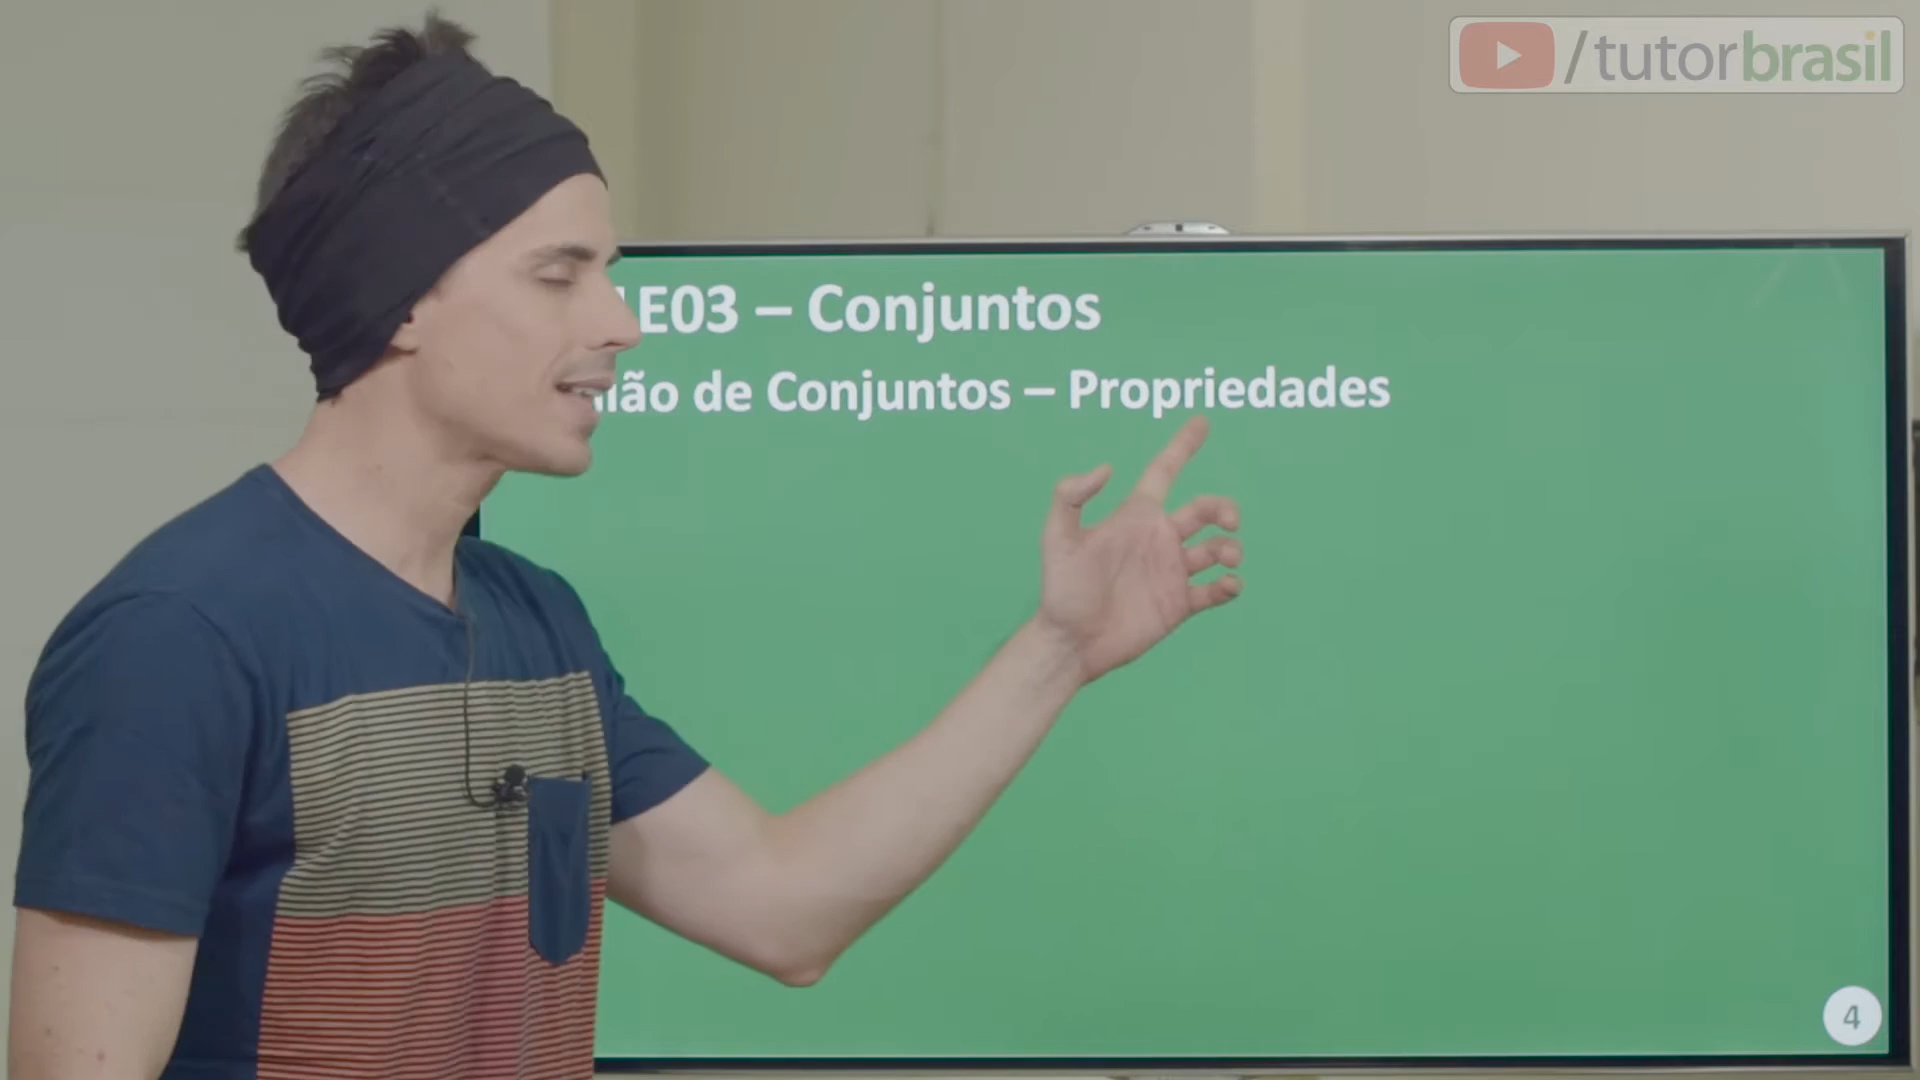 /tutorbrasil
E03 – Conjuntos
ião de Conjuntos – Propriedades
4